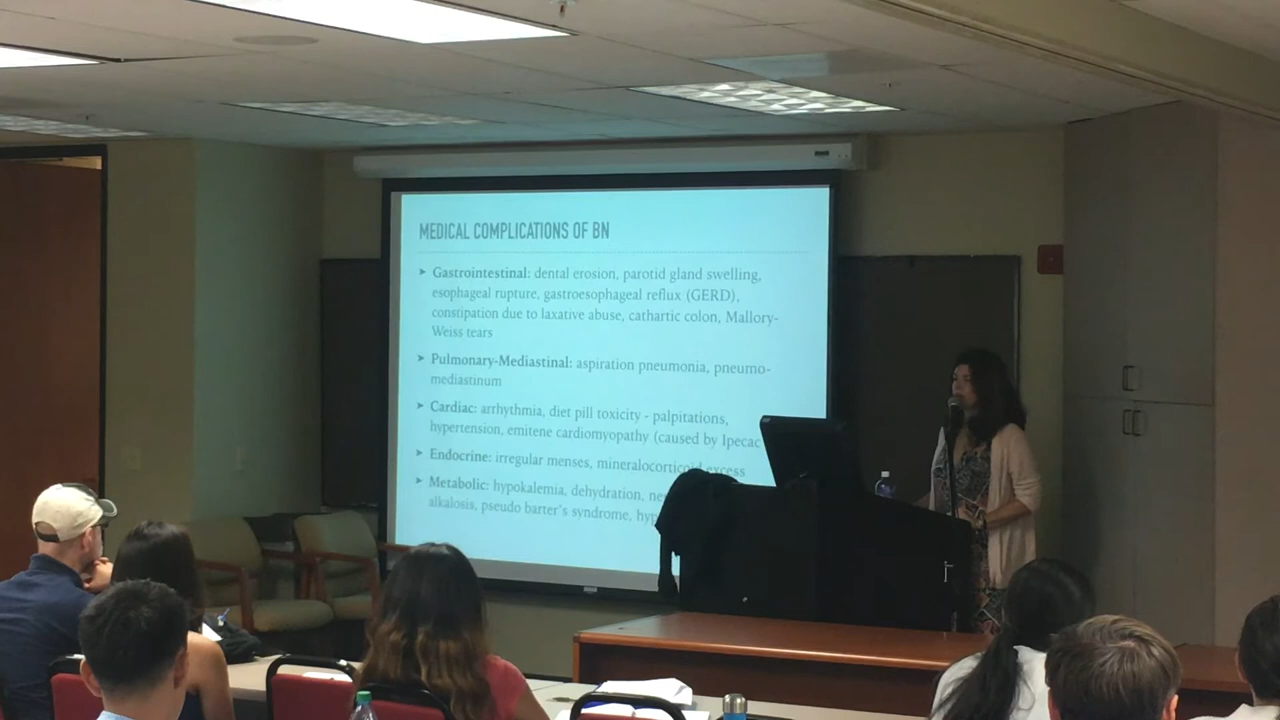 MEDICAL COMPLICATIONS OF BN
➤ Gastrointestinal: dental erosion, parotid gland swelling,
esophageal rupture, gastroesophageal reflux (GERD),
constipation due to laxative abuse, cathartic colon, Mallory-
Weiss tears
➤ Pulmonary-Mediastinal: aspiration pneumonia, pneumo-
mediastinum
➤ Cardiac: arrhythmia, diet pill toxicity - palpitations,
hypertension, emitene cardiomyopathy (caused by Ipecac
➤ Endocrine: irregular menses, mineralocorticoid excess
➤ Metabolic: hypokalemia, dehydration,
alkalosis, pseudo barter's syndrome,